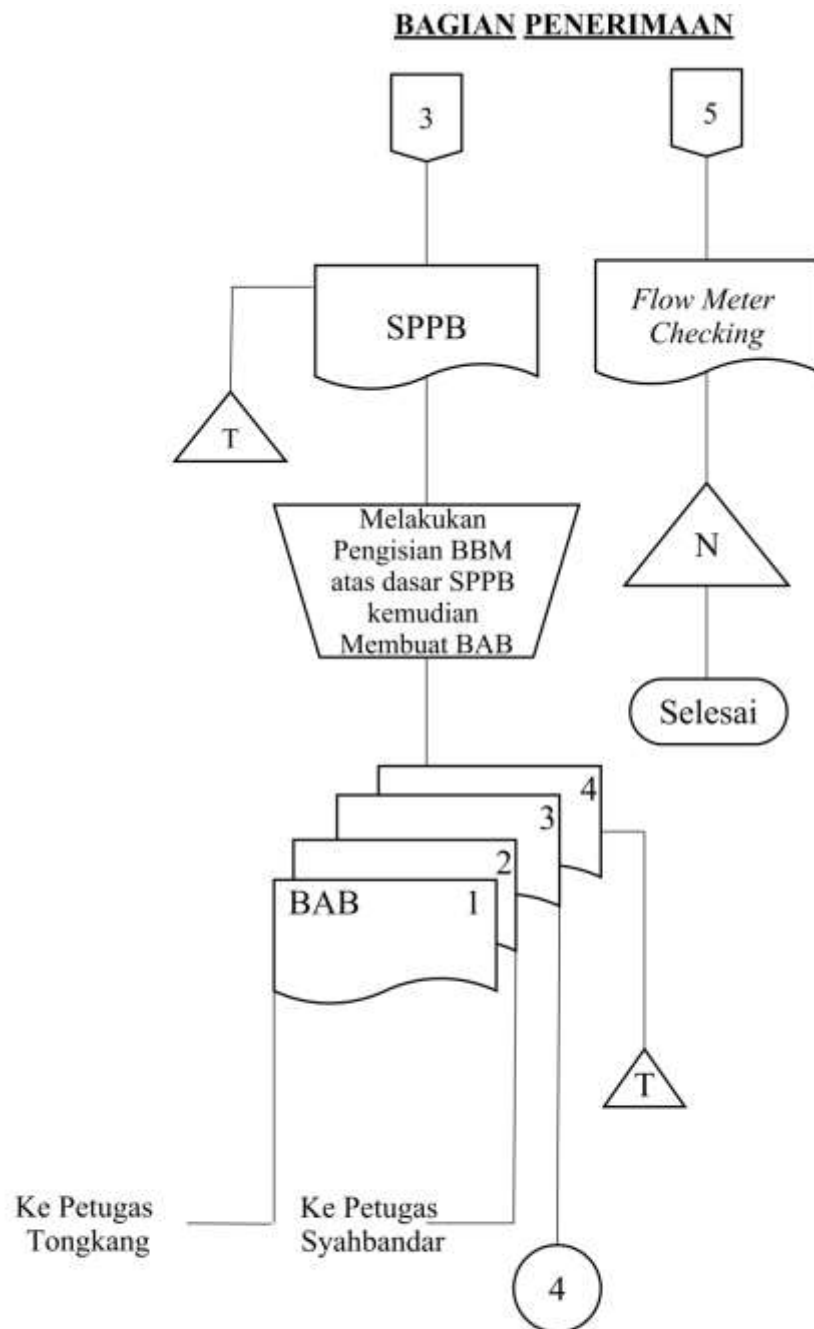 BAGIAN PENERIMAAN
3
5
SPPB
Flow Meter
Checking
T
Melakukan
Pengisian BBM
atas dasar SPPB
kemudian
Membuat BAB
N
Selesai
4
3
2
BAB 1
T
Ke Petugas
Tongkang
Ke Petugas
Syahbandar
4